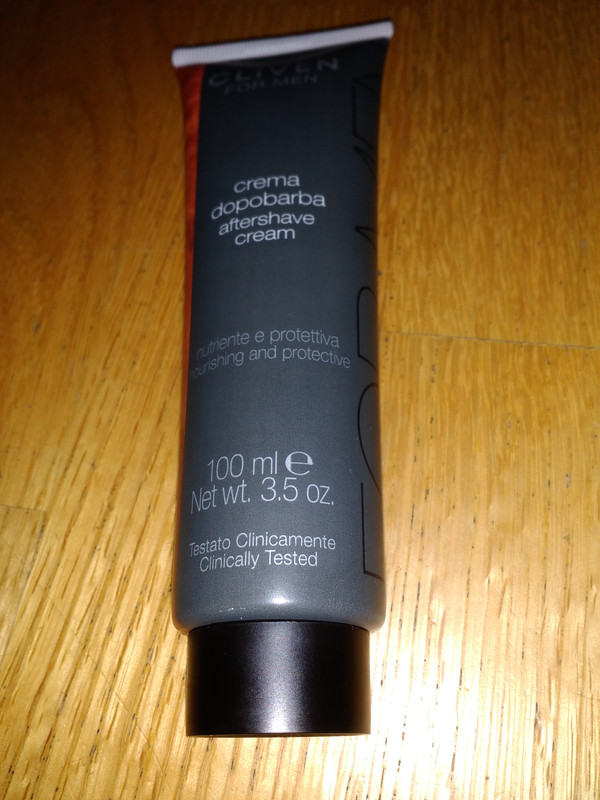 CLIVEN
FOR MEN
crema
dopobarba
aftershave
cream
nutriente e protettiva
nourishing and protective
100 ml e
Net wt. 3.5 oz.
Testato Clinicamente
Clinically Tested